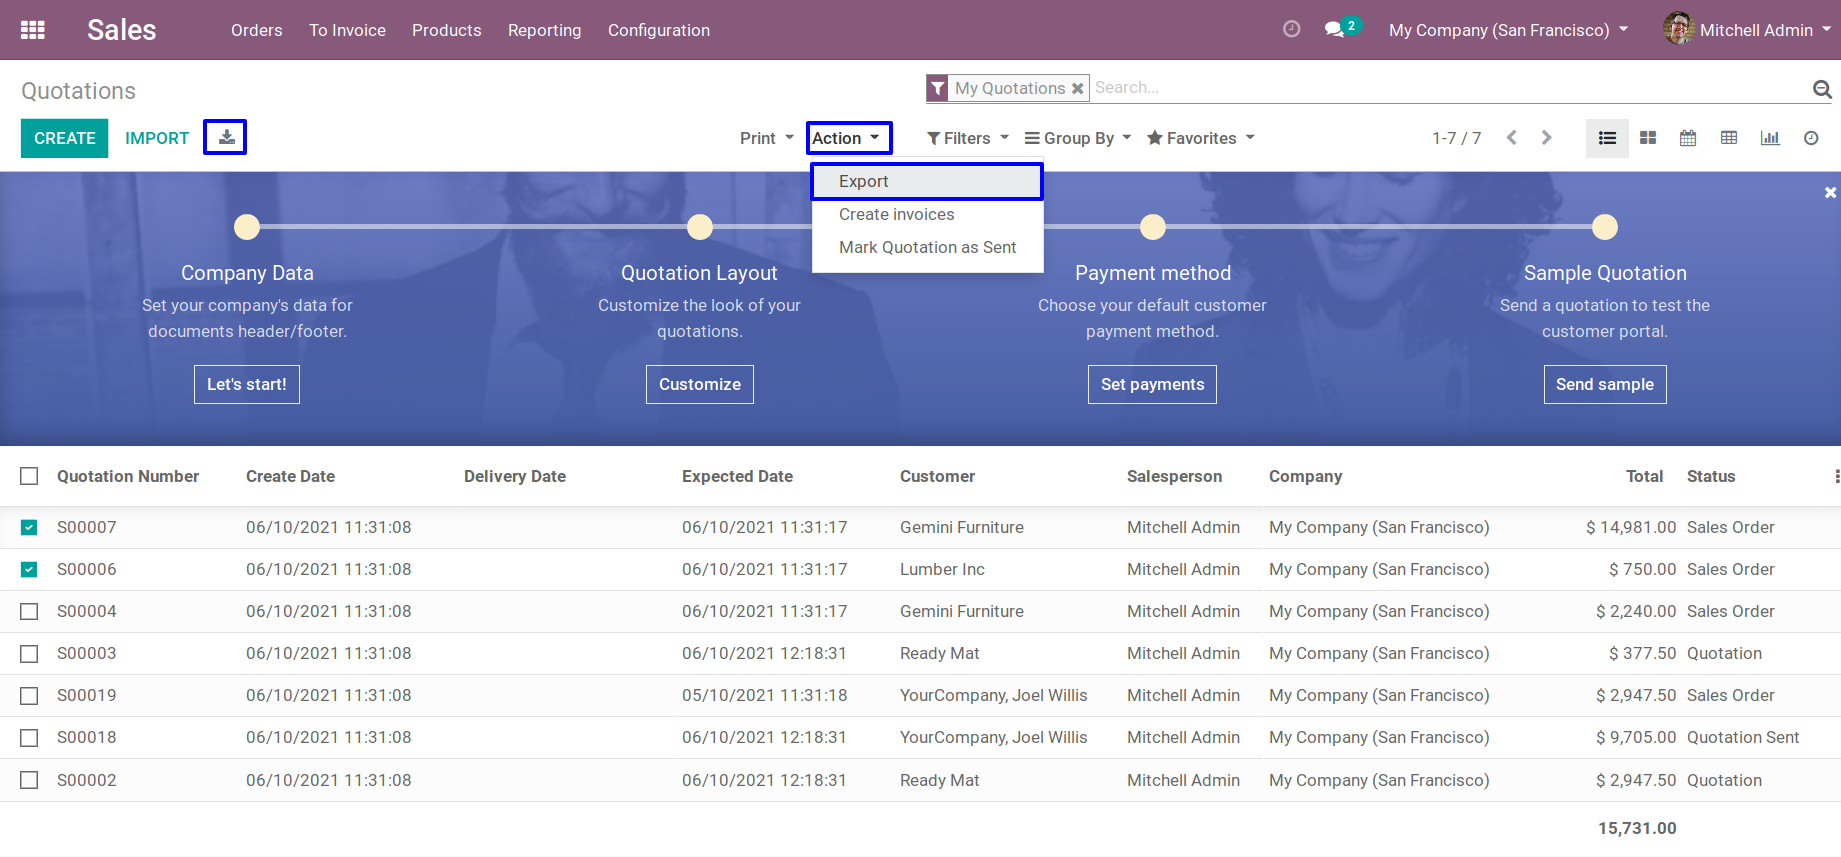 Sales Orders To Invoice Products Reporting Configuration 2 My Company (San Francisco) Mitchell Admin
Quotations My Quotations Search...
CREATE IMPORT Print Action Filters Group By Favorites 1-7 / 7
Export
Create invoices
Mark Quotation as Sent
Company Data
Set your company's data for
documents header/footer.
Let's start!
Quotation Layout
Customize the look of your
quotations.
Customize
Payment method
Choose your default customer
payment method.
Set payments
Sample Quotation
Send a quotation to test the
customer portal.
Send sample
Quotation Number Create Date Delivery Date Expected Date Customer Salesperson Company Total Status
S00007 06/10/2021 11:31:08 06/10/2021 11:31:17 Gemini Furniture Mitchell Admin My Company (San Francisco) $ 14,981.00 Sales Order
S00006 06/10/2021 11:31:08 06/10/2021 11:31:17 Lumber Inc Mitchell Admin My Company (San Francisco) $ 750.00 Sales Order
S00004 06/10/2021 11:31:08 06/10/2021 11:31:17 Gemini Furniture Mitchell Admin My Company (San Francisco) $ 2,240.00 Sales Order
S00003 06/10/2021 11:31:08 06/10/2021 12:18:31 Ready Mat Mitchell Admin My Company (San Francisco) $ 377.50 Quotation
S00019 06/10/2021 11:31:08 05/10/2021 11:31:18 YourCompany, Joel Willis Mitchell Admin My Company (San Francisco) $ 2,947.50 Sales Order
S00018 06/10/2021 11:31:08 06/10/2021 12:18:31 YourCompany, Joel Willis Mitchell Admin My Company (San Francisco) $ 9,705.00 Quotation Sent
S00002 06/10/2021 11:31:08 06/10/2021 12:18:31 Ready Mat Mitchell Admin My Company (San Francisco) $ 2,947.50 Quotation
15,731.00